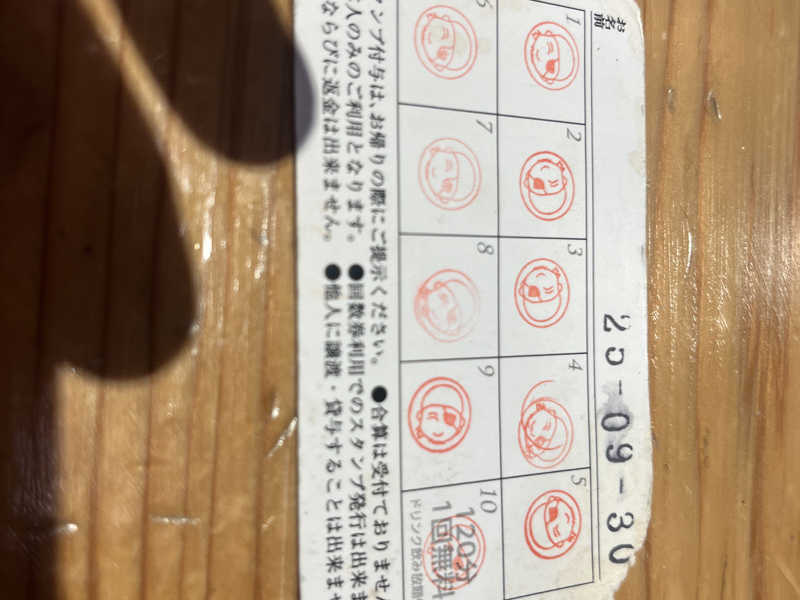 お名前
25-09-30
1 2 3 4 5
6 7 8 9 10
120分
1回無料!
ドリンク飲み放題
ンプ付与は、お帰りの際にご提示ください。 ●合算は受付ておりません
人のみのご利用となります。 ●回数券利用でのスタンプ発行は出来ま
ならびに返金は出来ません。 ●他人に譲渡・貸与することは出来ませ